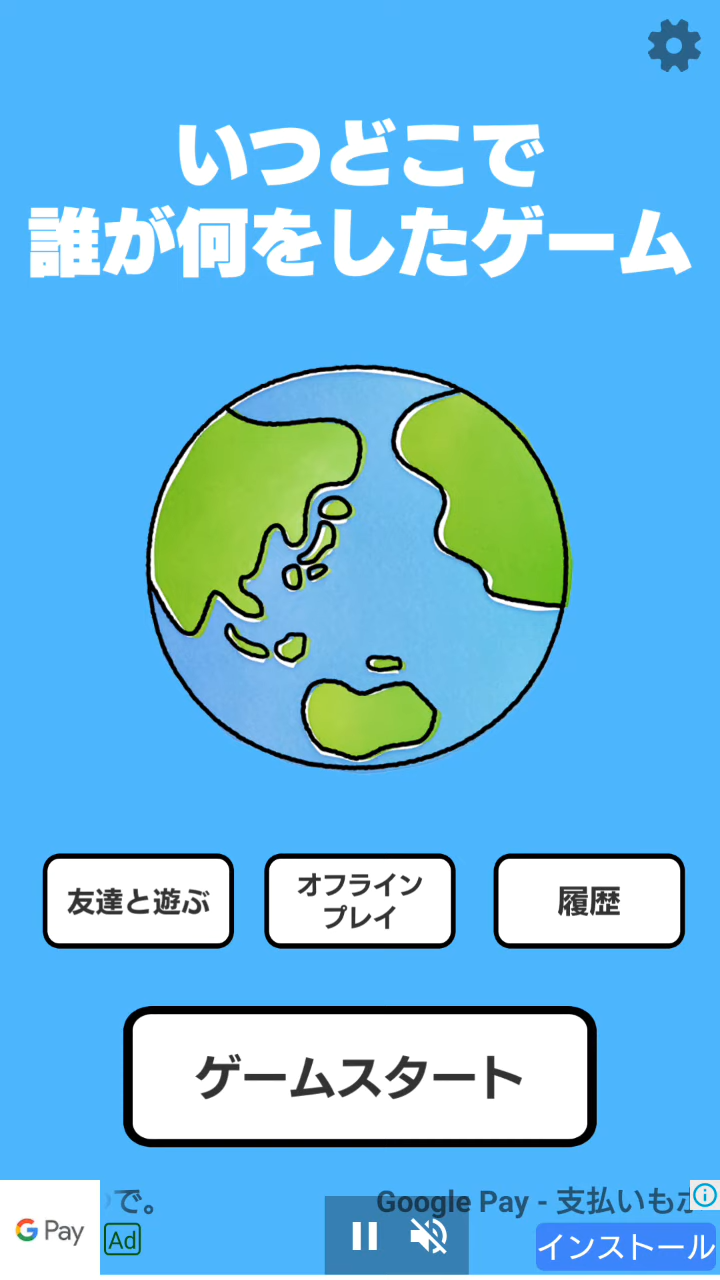 いつどこで
誰が何をしたゲーム
友達と遊ぶ
オフライン
プレイ
履歴
ゲームスタート
で。
Google Pay - 支払いもポ
G Pay
Ad
インストール